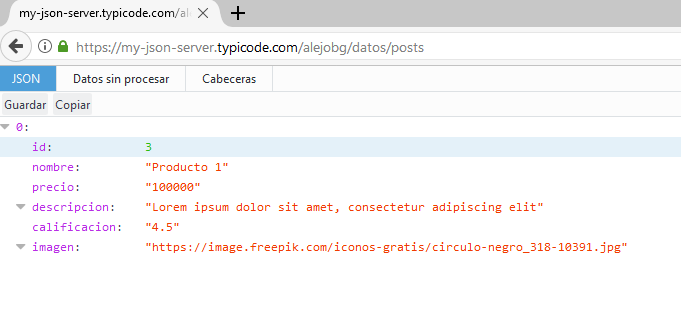 my-json-server.typicode.com/al
https://my-json-server.typicode.com/alejobg/datos/posts
JSON Datos sin procesar Cabeceras
Guardar Copiar
0:
id: 3
nombre: "Producto 1"
precio: "100000"
descripcion: "Lorem ipsum dolor sit amet, consectetur adipiscing elit"
calificacion: "4.5"
imagen: "https://image.freepik.com/iconos-gratis/circulo-negro_318-10391.jpg"